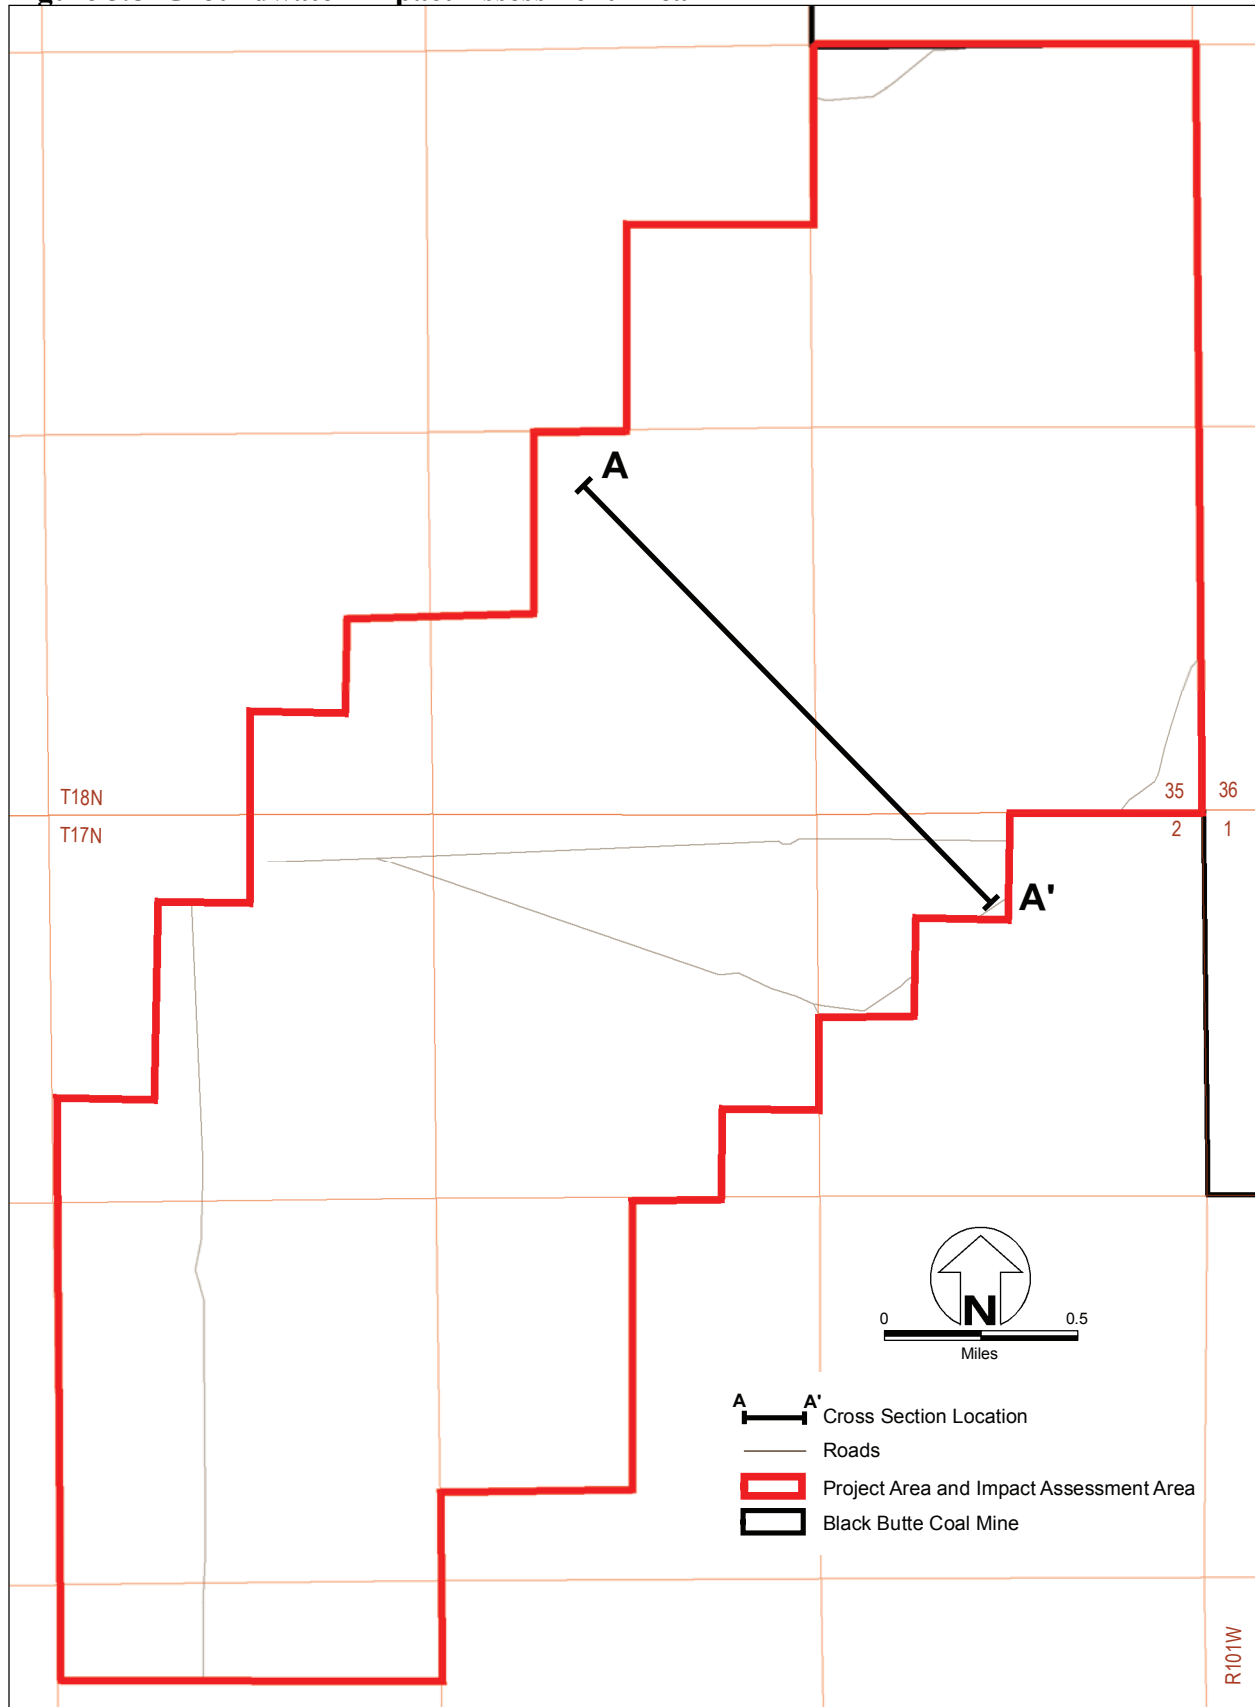 A
T18N
35 36
T17N
2 1
A'
N
0 0.5
Miles
A A'
Cross Section Location
Roads
Project Area and Impact Assessment Area
Black Butte Coal Mine
R101W